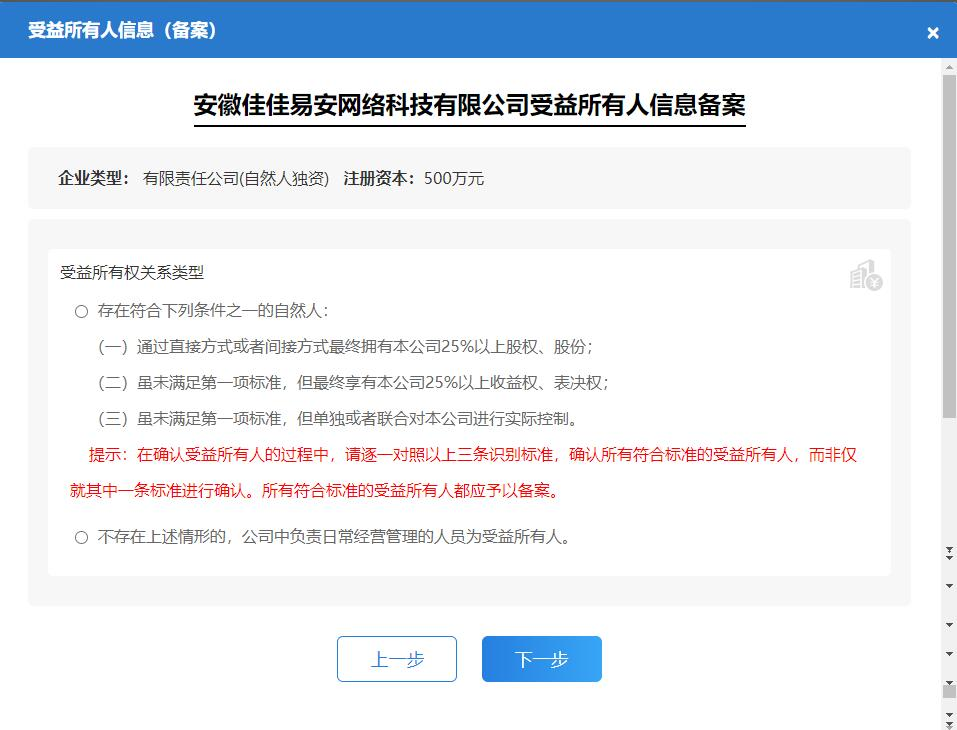 受益所有人信息（备案）
×
安徽佳佳易安网络科技有限公司受益所有人信息备案
企业类型： 有限责任公司(自然人独资) 注册资本：500万元
受益所有权关系类型
存在符合下列条件之一的自然人：
（一）通过直接方式或者间接方式最终拥有本公司25%以上股权、股份；
（二）虽未满足第一项标准，但最终享有本公司25%以上收益权、表决权；
（三）虽未满足第一项标准，但单独或者联合对本公司进行实际控制。
提示：在确认受益所有人的过程中，请逐一对照以上三条识别标准，确认所有符合标准的受益所有人，而非仅
就其中一条标准进行确认。所有符合标准的受益所有人都应予以备案。
不存在上述情形的，公司中负责日常经营管理的人员为受益所有人。
上一步 下一步